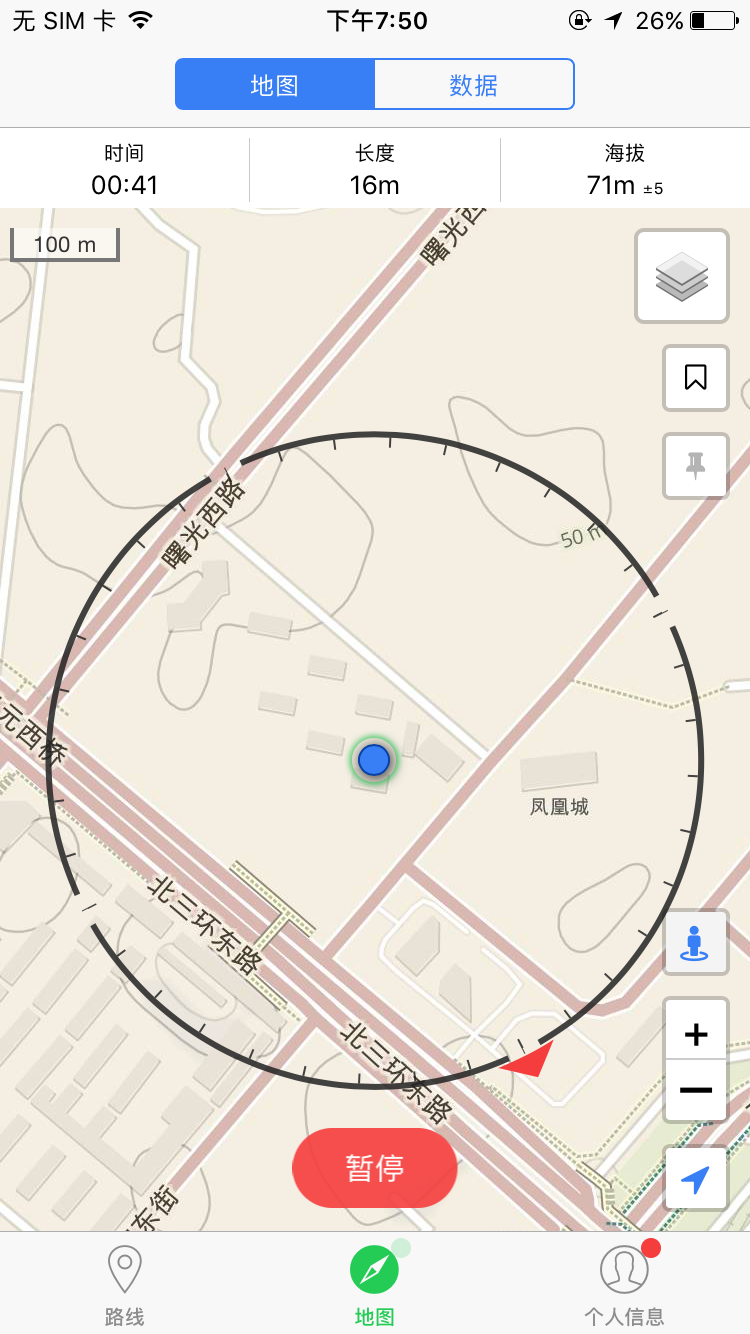 无 SIM 卡
下午7:50
26%
地图
数据
时间
长度
海拔
00:41
16m
71m ±5
100 m
曙光西
曙光西路
50 m
元西桥
凤凰城
北三环东路
北三环东路
东街
暂停
路线
地图
个人信息